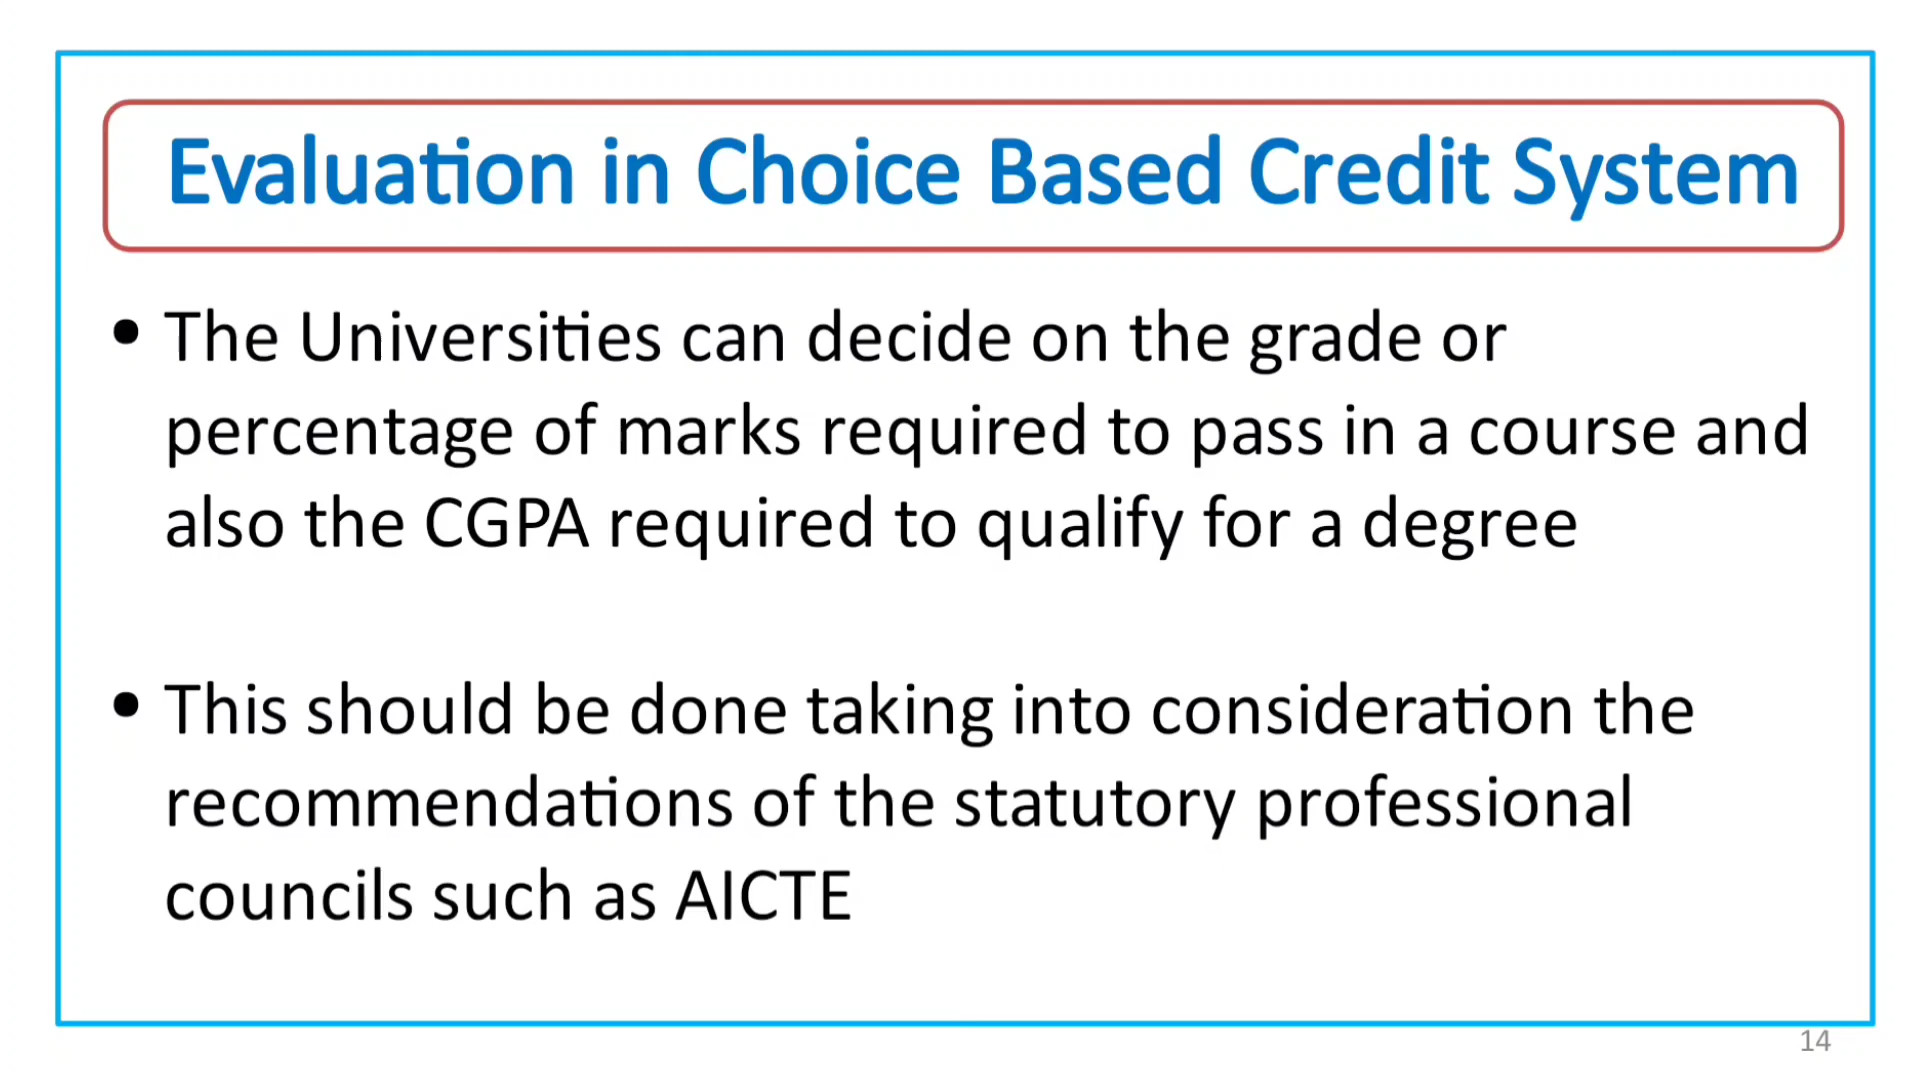 Evaluation in Choice Based Credit System
• The Universities can decide on the grade or
percentage of marks required to pass in a course and
also the CGPA required to qualify for a degree
• This should be done taking into consideration the
recommendations of the statutory professional
councils such as AICTE
14